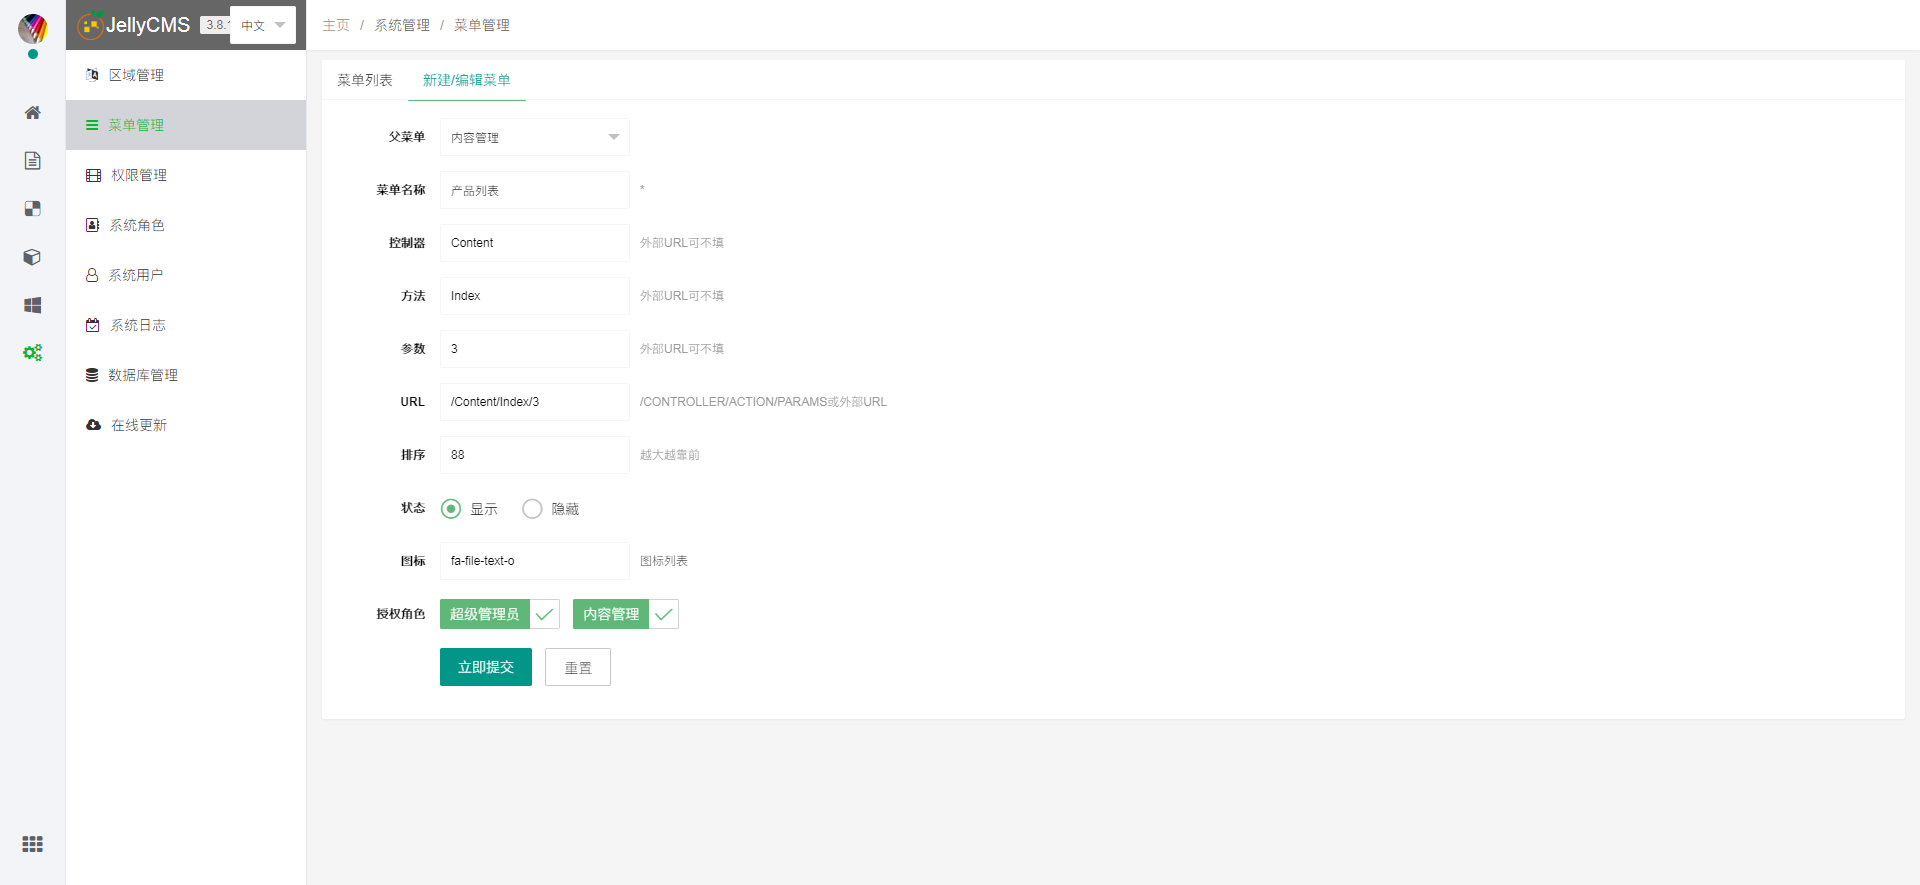 JellyCMS 3.8. 中文
主页 / 系统管理 / 菜单管理
区域管理
菜单管理
权限管理
系统角色
系统用户
系统日志
数据库管理
在线更新
菜单列表 新建/编辑菜单
父菜单 内容管理
菜单名称 产品列表 *
控制器 Content 外部URL可不填
方法 Index 外部URL可不填
参数 3 外部URL可不填
URL /Content/Index/3 /CONTROLLER/ACTION/PARAMS或外部URL
排序 88 越大越靠前
状态 显示 隐藏
图标 fa-file-text-o 图标列表
授权角色 超级管理员 内容管理
立即提交 重置